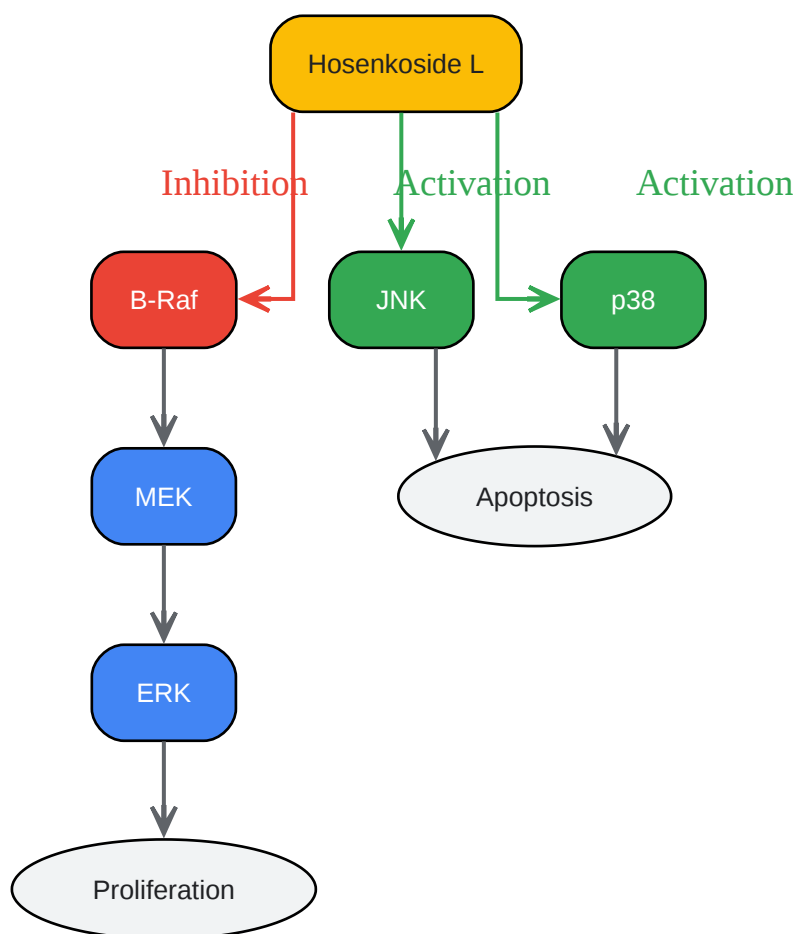 Hosenkoside L
Inhibition
Activation
Activation
B-Raf
JNK
p38
MEK
Apoptosis
ERK
Proliferation